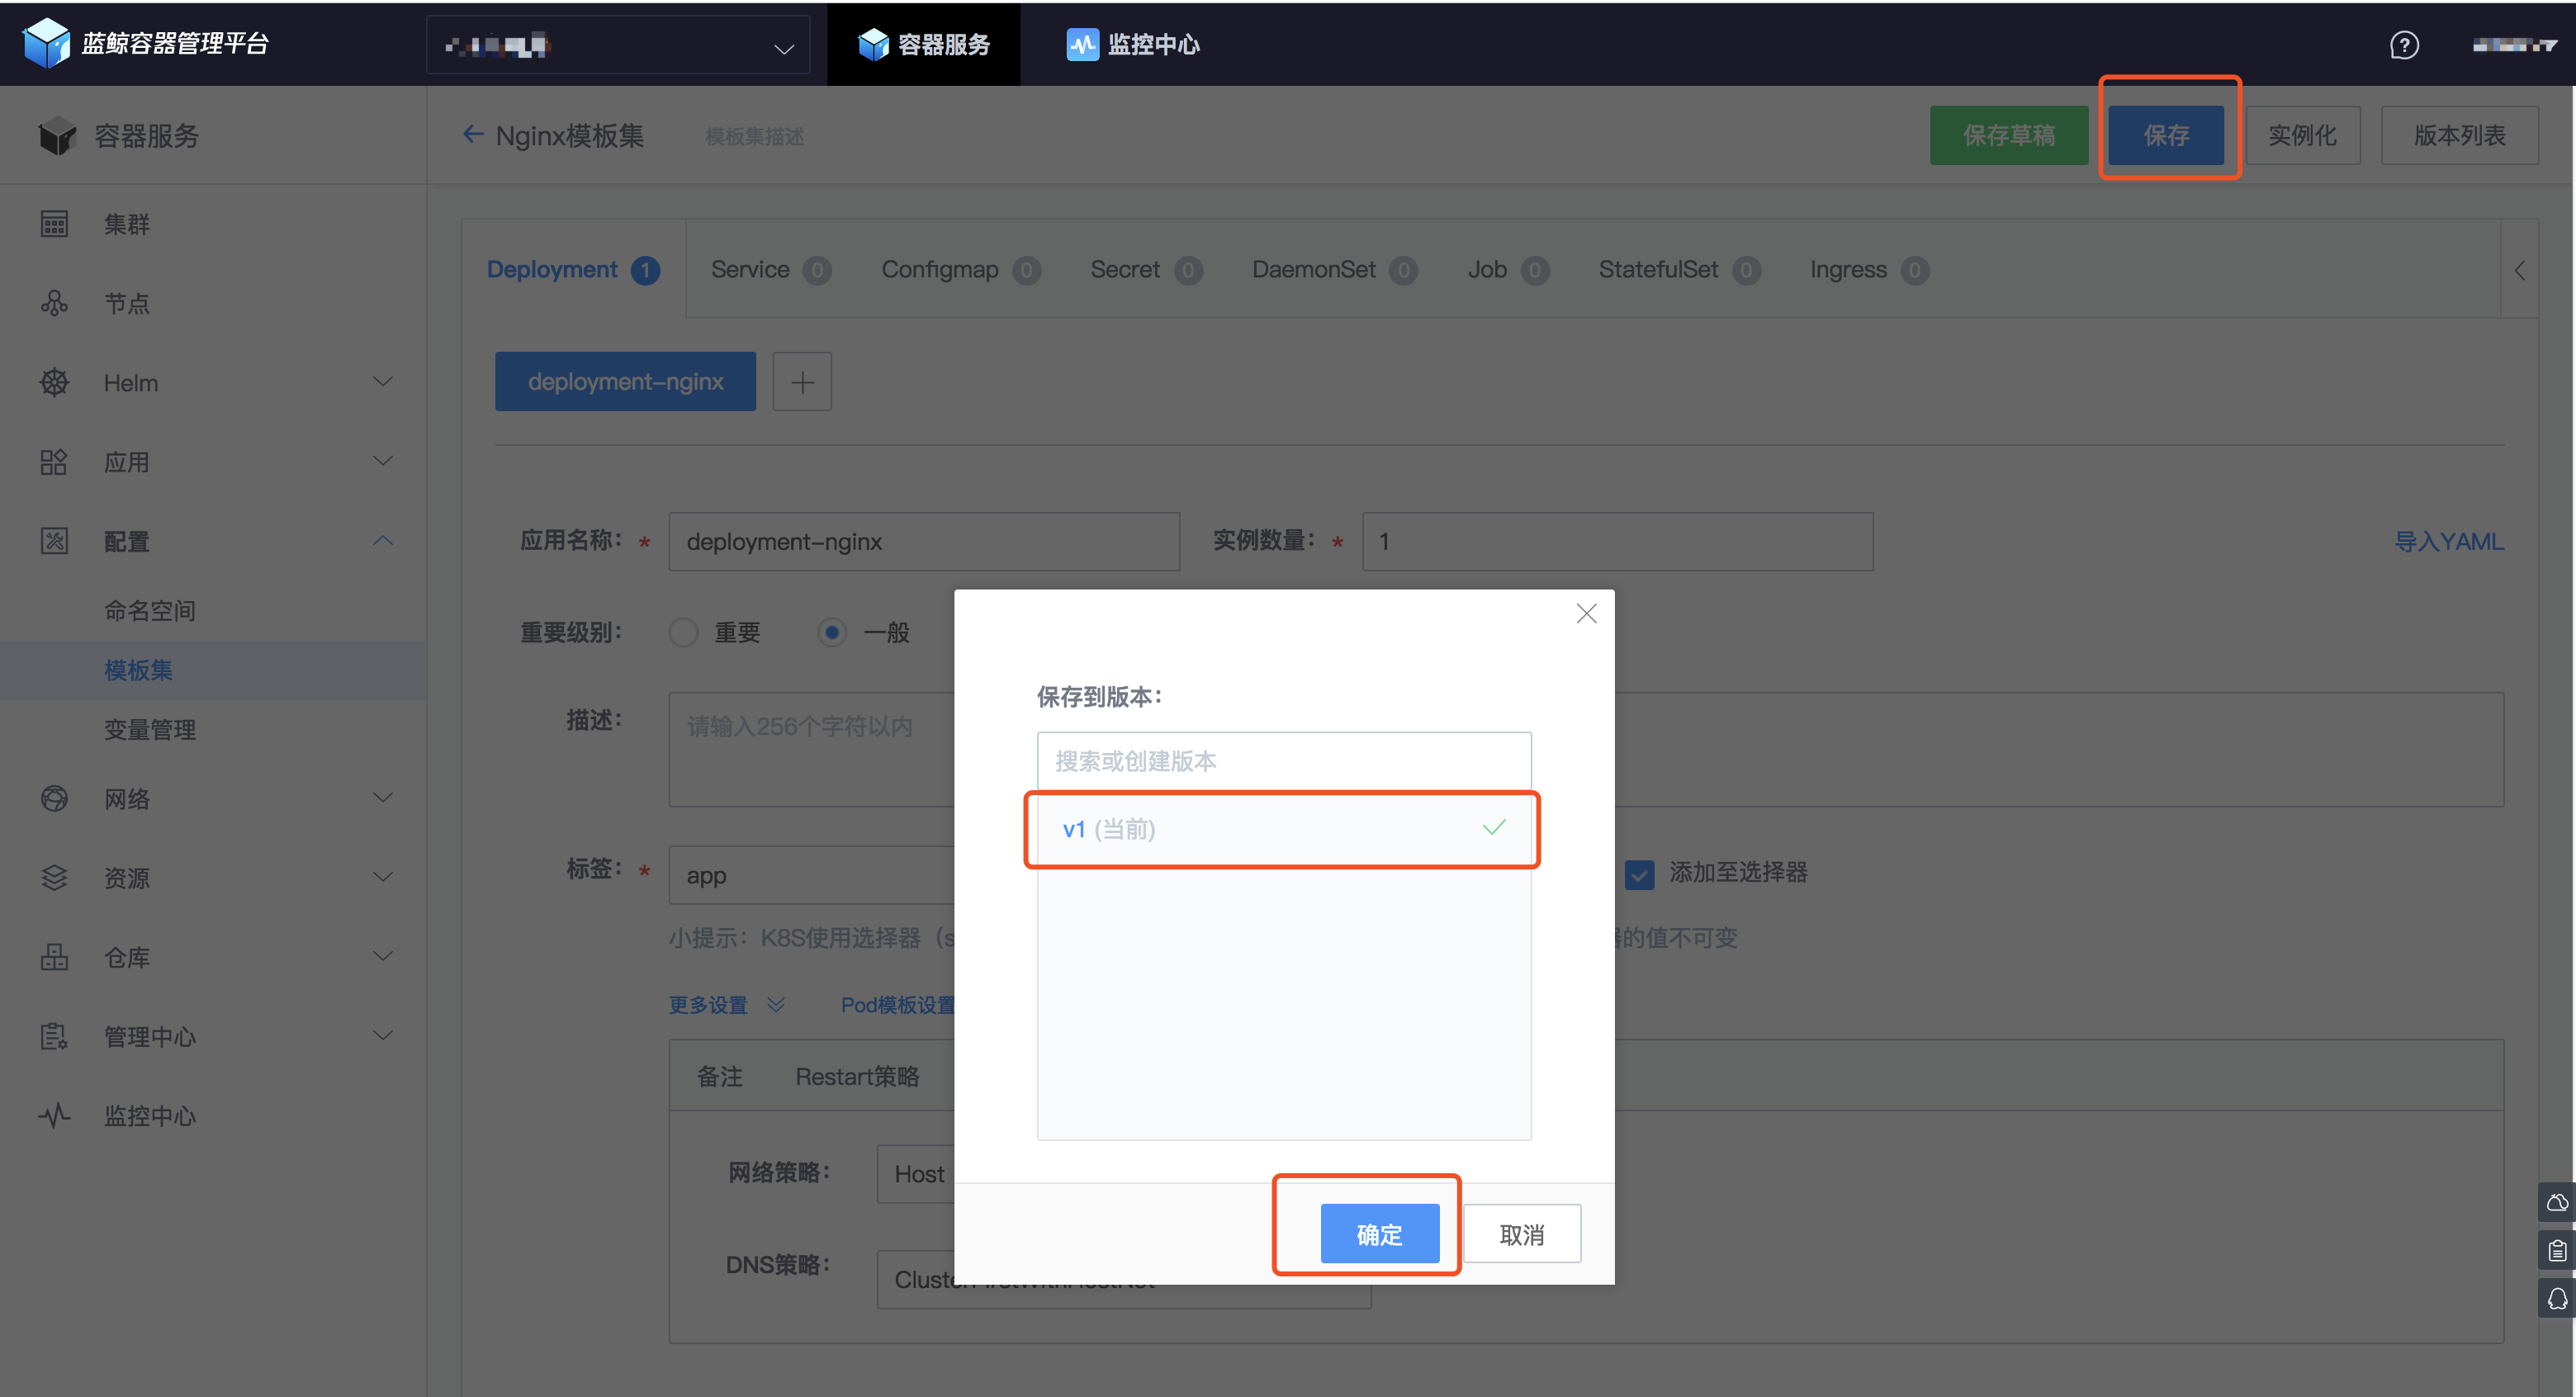 蓝鲸容器管理平台
容器服务
监控中心
容器服务
Nginx模板集
模板集描述
保存草稿
保存
实例化
版本列表
集群
节点
Helm
应用
配置
命名空间
模板集
变量管理
网络
资源
仓库
管理中心
监控中心
Deployment 1
Service 0
Configmap 0
Secret 0
DaemonSet 0
Job 0
StatefulSet 0
Ingress 0
deployment-nginx
应用名称： * deployment-nginx
实例数量： * 1
导入YAML
重要级别： 重要 一般
描述： 请输入256个字符以内
标签： * app
添加至选择器
小提示：K8S使用选择器（s
的值不可变
更多设置
Pod模板设置
备注
Restart策略
网络策略： Host
DNS策略：
保存到版本：
搜索或创建版本
v1 (当前)
确定
取消